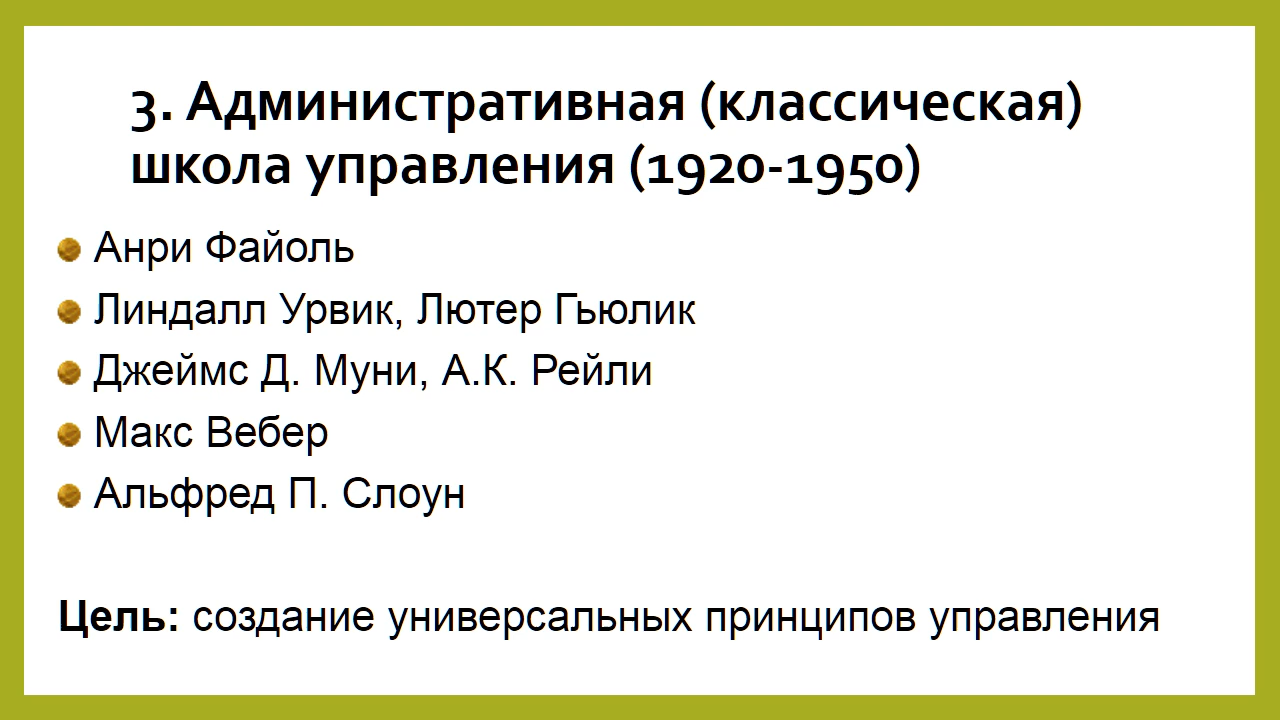 3. Административная (классическая)
школа управления (1920-1950)
Анри Файоль
Линдалл Урвик, Лютер Гьюлик
Джеймс Д. Муни, А.К. Рейли
Макс Вебер
Альфред П. Слоун
Цель: создание универсальных принципов управления